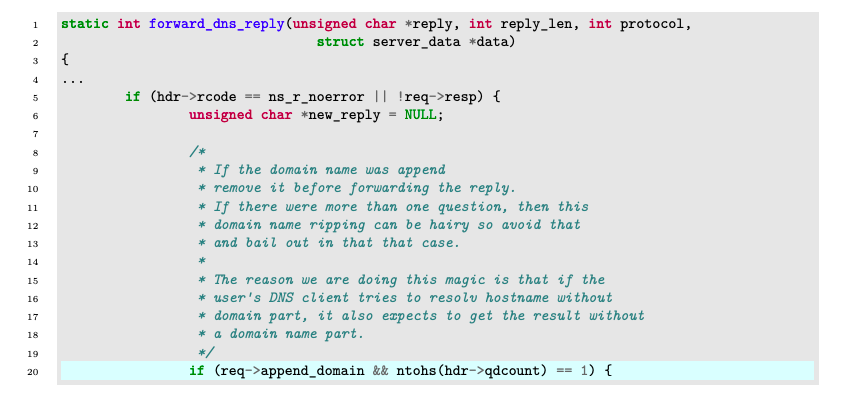 1 static int forward_dns_reply(unsigned char *reply, int reply_len, int protocol,
2 struct server_data *data)
3 {
4 ...
5 if (hdr->rcode == ns_r_noerror || !req->resp) {
6 unsigned char *new_reply = NULL;
7
8 /*
9 * If the domain name was append
10 * remove it before forwarding the reply.
11 * If there were more than one question, then this
12 * domain name ripping can be hairy so avoid that
13 * and bail out in that that case.
14 *
15 * The reason we are doing this magic is that if the
16 * user's DNS client tries to resolv hostname without
17 * domain part, it also expects to get the result without
18 * a domain name part.
19 */
20 if (req->append_domain && ntohs(hdr->qdcount) == 1) {